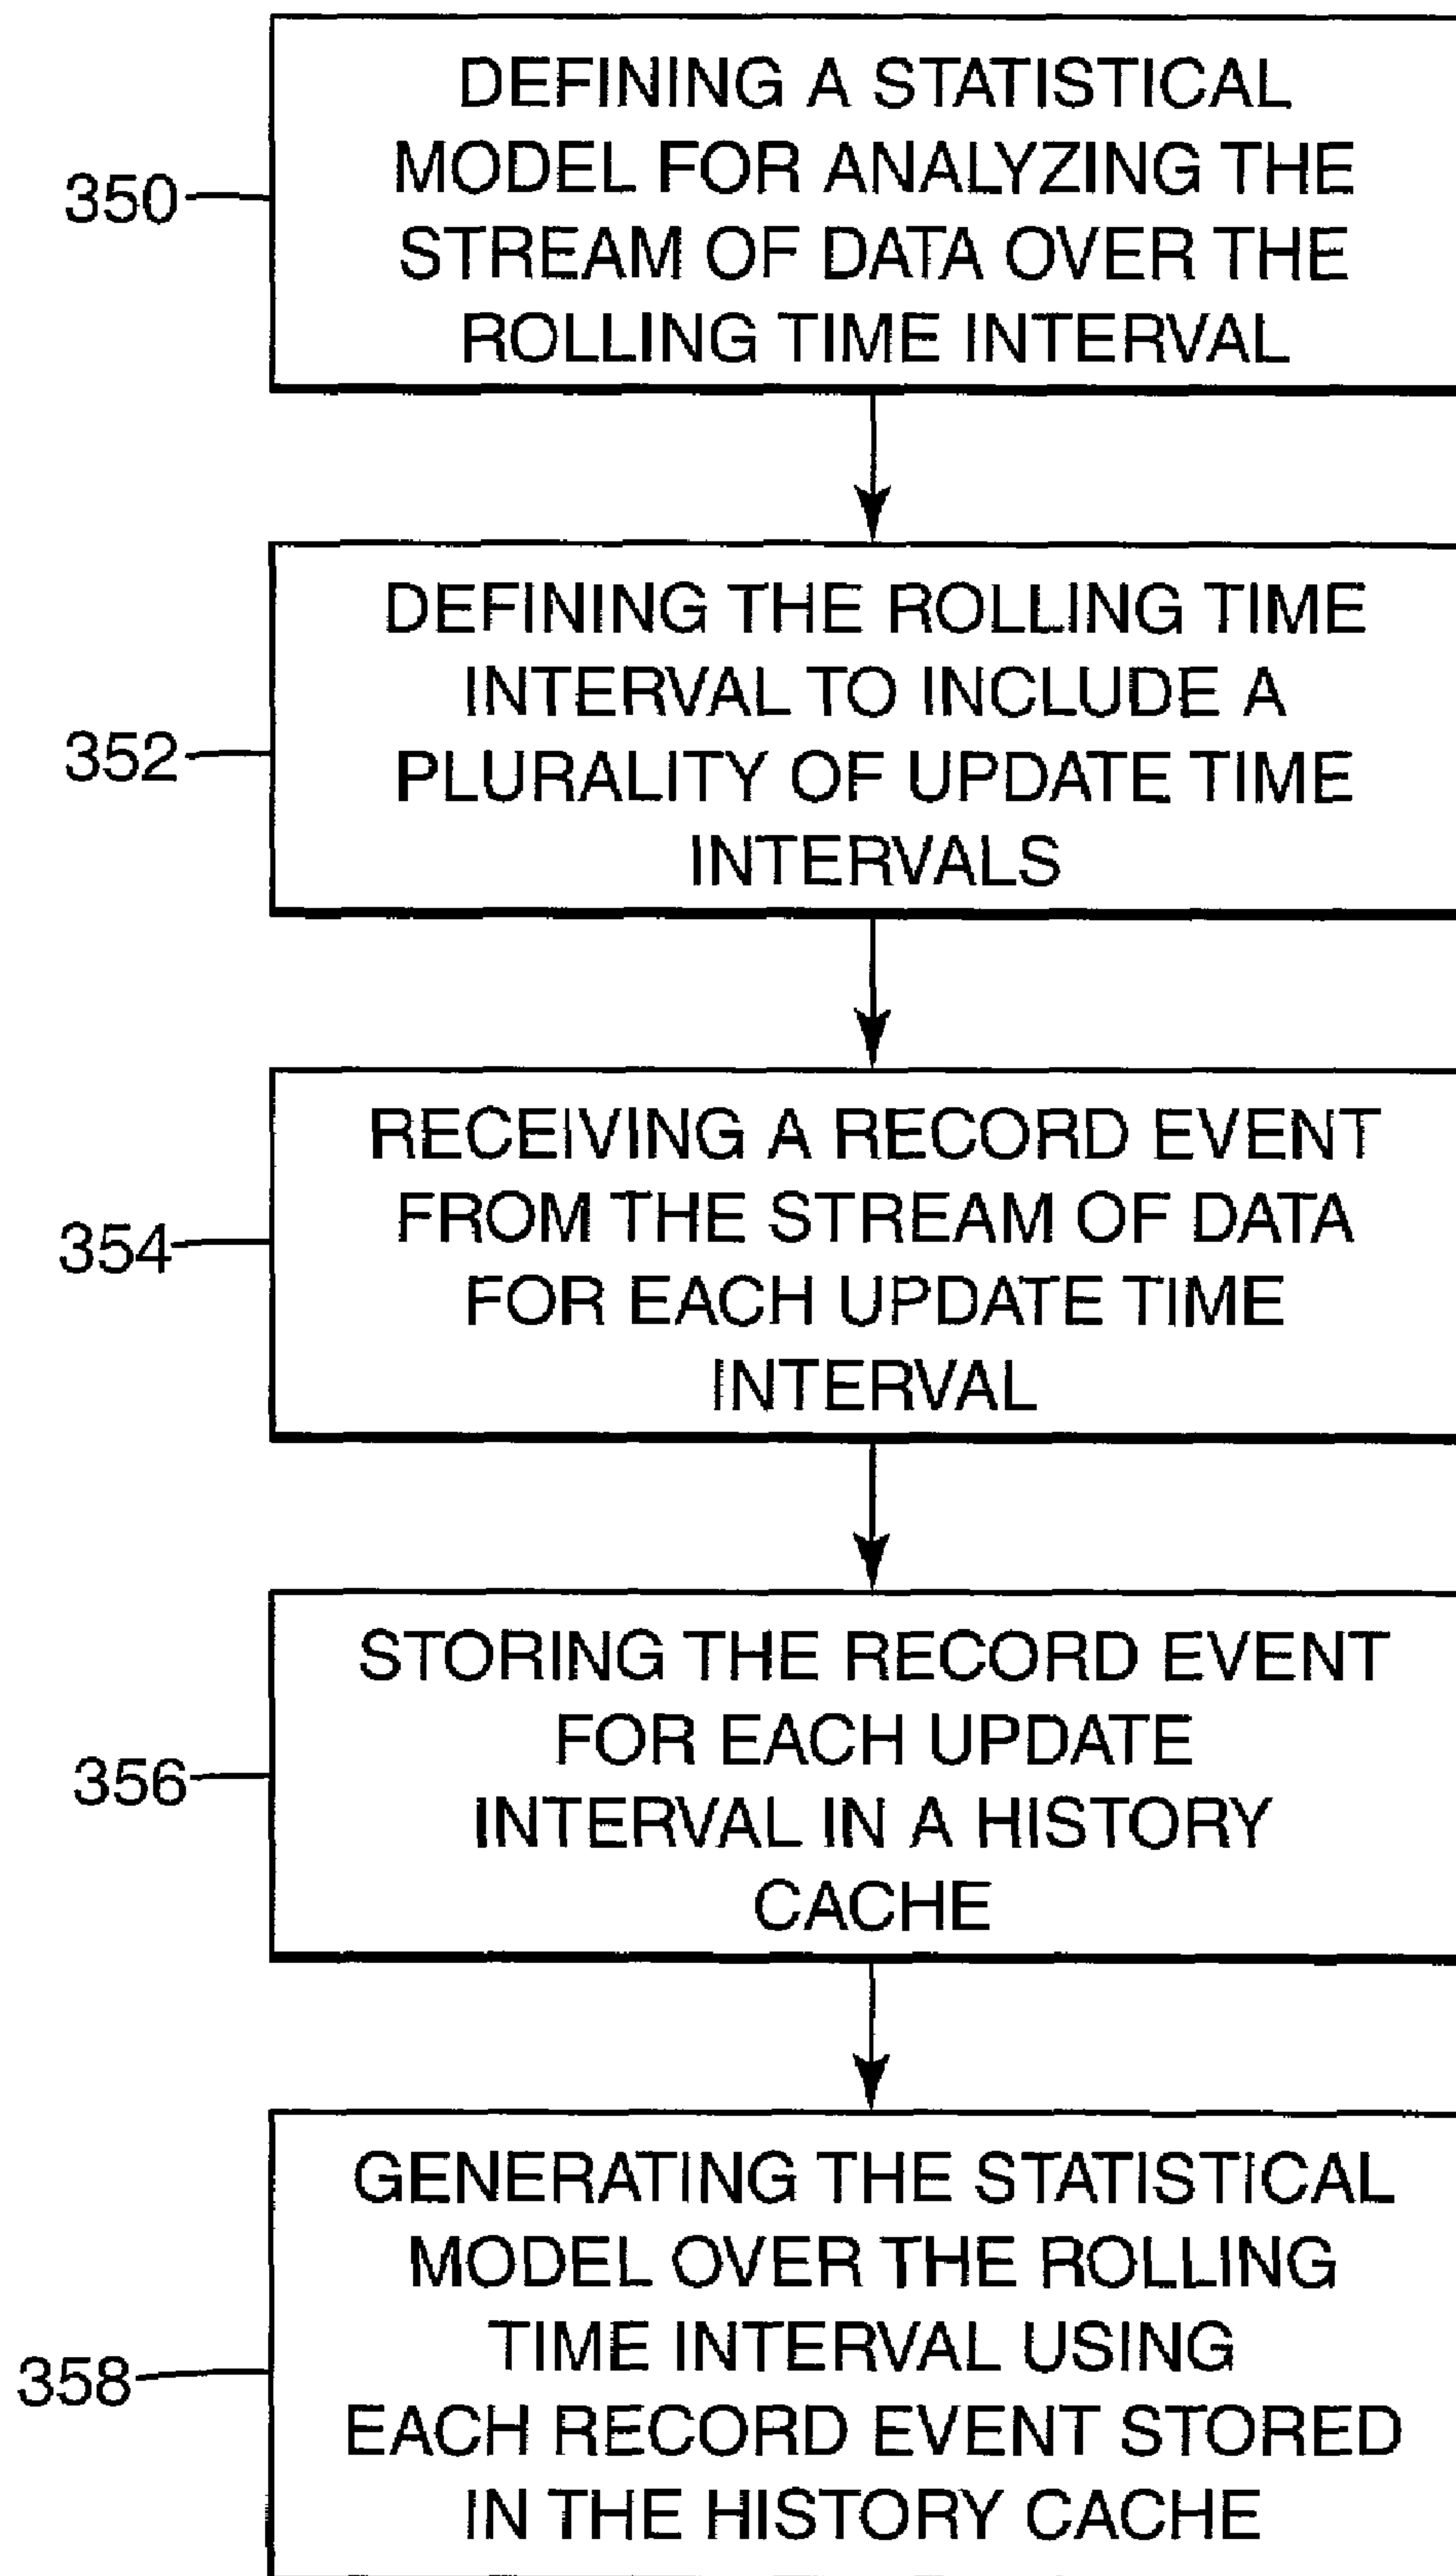 DEFINING A STATISTICAL
MODEL FOR ANALYZING THE
STREAM OF DATA OVER THE
ROLLING TIME INTERVAL
350
DEFINING THE ROLLING TIME
INTERVAL TO INCLUDE A
PLURALITY OF UPDATE TIME
INTERVALS
352
RECEIVING A RECORD EVENT
FROM THE STREAM OF DATA
FOR EACH UPDATE TIME
INTERVAL
354
STORING THE RECORD EVENT
FOR EACH UPDATE
INTERVAL IN A HISTORY
CACHE
356
GENERATING THE STATISTICAL
MODEL OVER THE ROLLING
TIME INTERVAL USING
EACH RECORD EVENT STORED
IN THE HISTORY CACHE
358